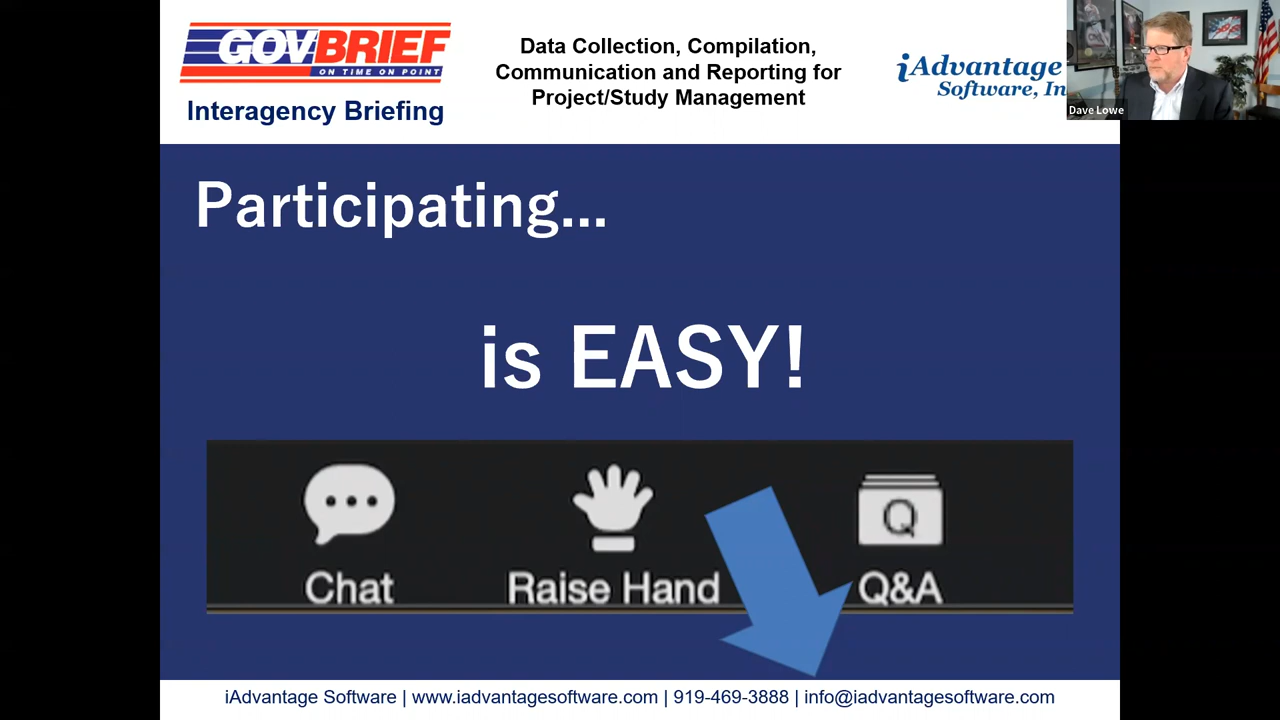 GOVBRIEF
ON TIME ON POINT
Interagency Briefing
Data Collection, Compilation,
Communication and Reporting for
Project/Study Management
iAdvantage
Software, In
Dave Lowe
Participating...
is EASY!
Q
Chat
Raise Hand
Q&A
iAdvantage Software | www.iadvantagesoftware.com | 919-469-3888 | info@iadvantagesoftware.com